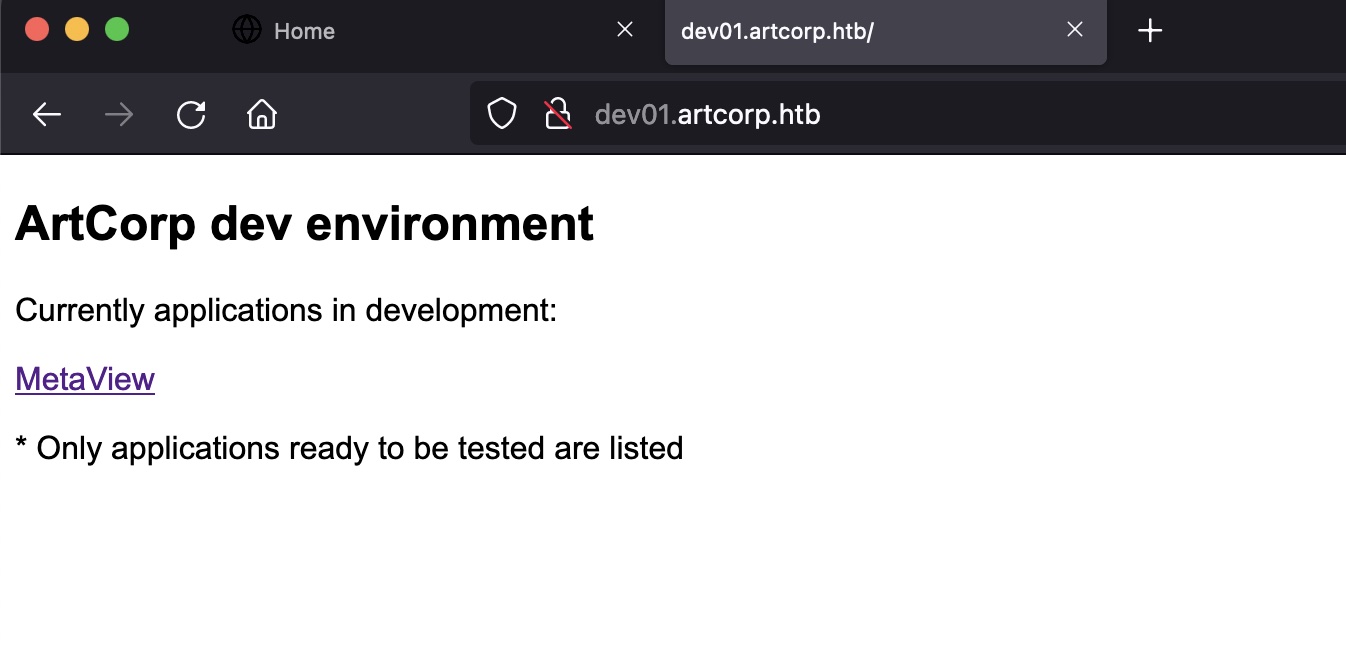 Home
dev01.artcorp.htb/
dev01.artcorp.htb
ArtCorp dev environment
Currently applications in development:
MetaView
* Only applications ready to be tested are listed